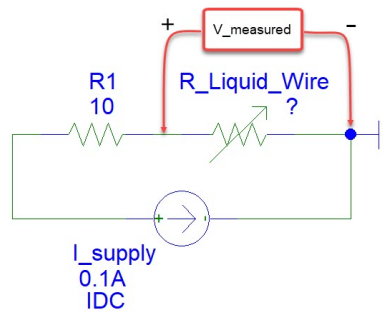 + V_measured -
R1 R_Liquid_Wire
10 ?
+ -
I_supply
0.1A
IDC